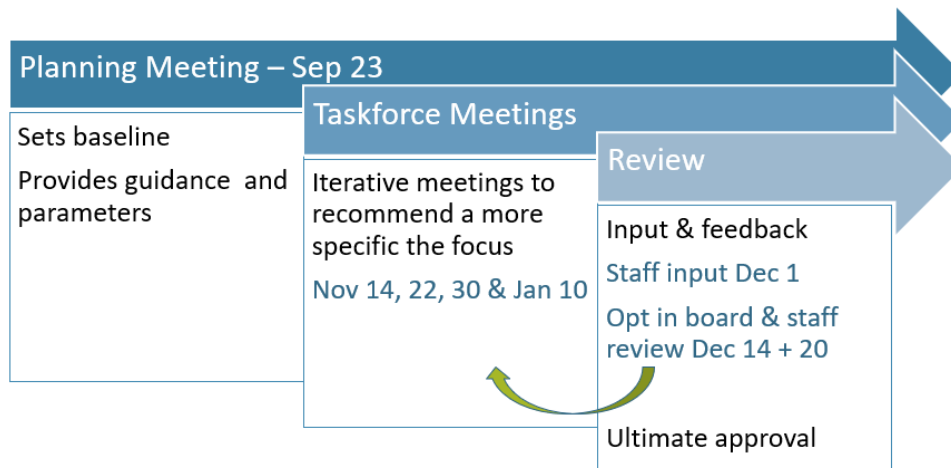 Planning Meeting – Sep 23
Sets baseline
Provides guidance and
parameters
Taskforce Meetings
Iterative meetings to
recommend a more
specific the focus
Nov 14, 22, 30 & Jan 10
Review
Input & feedback
Staff input Dec 1
Opt in board & staff
review Dec 14 + 20
Ultimate approval